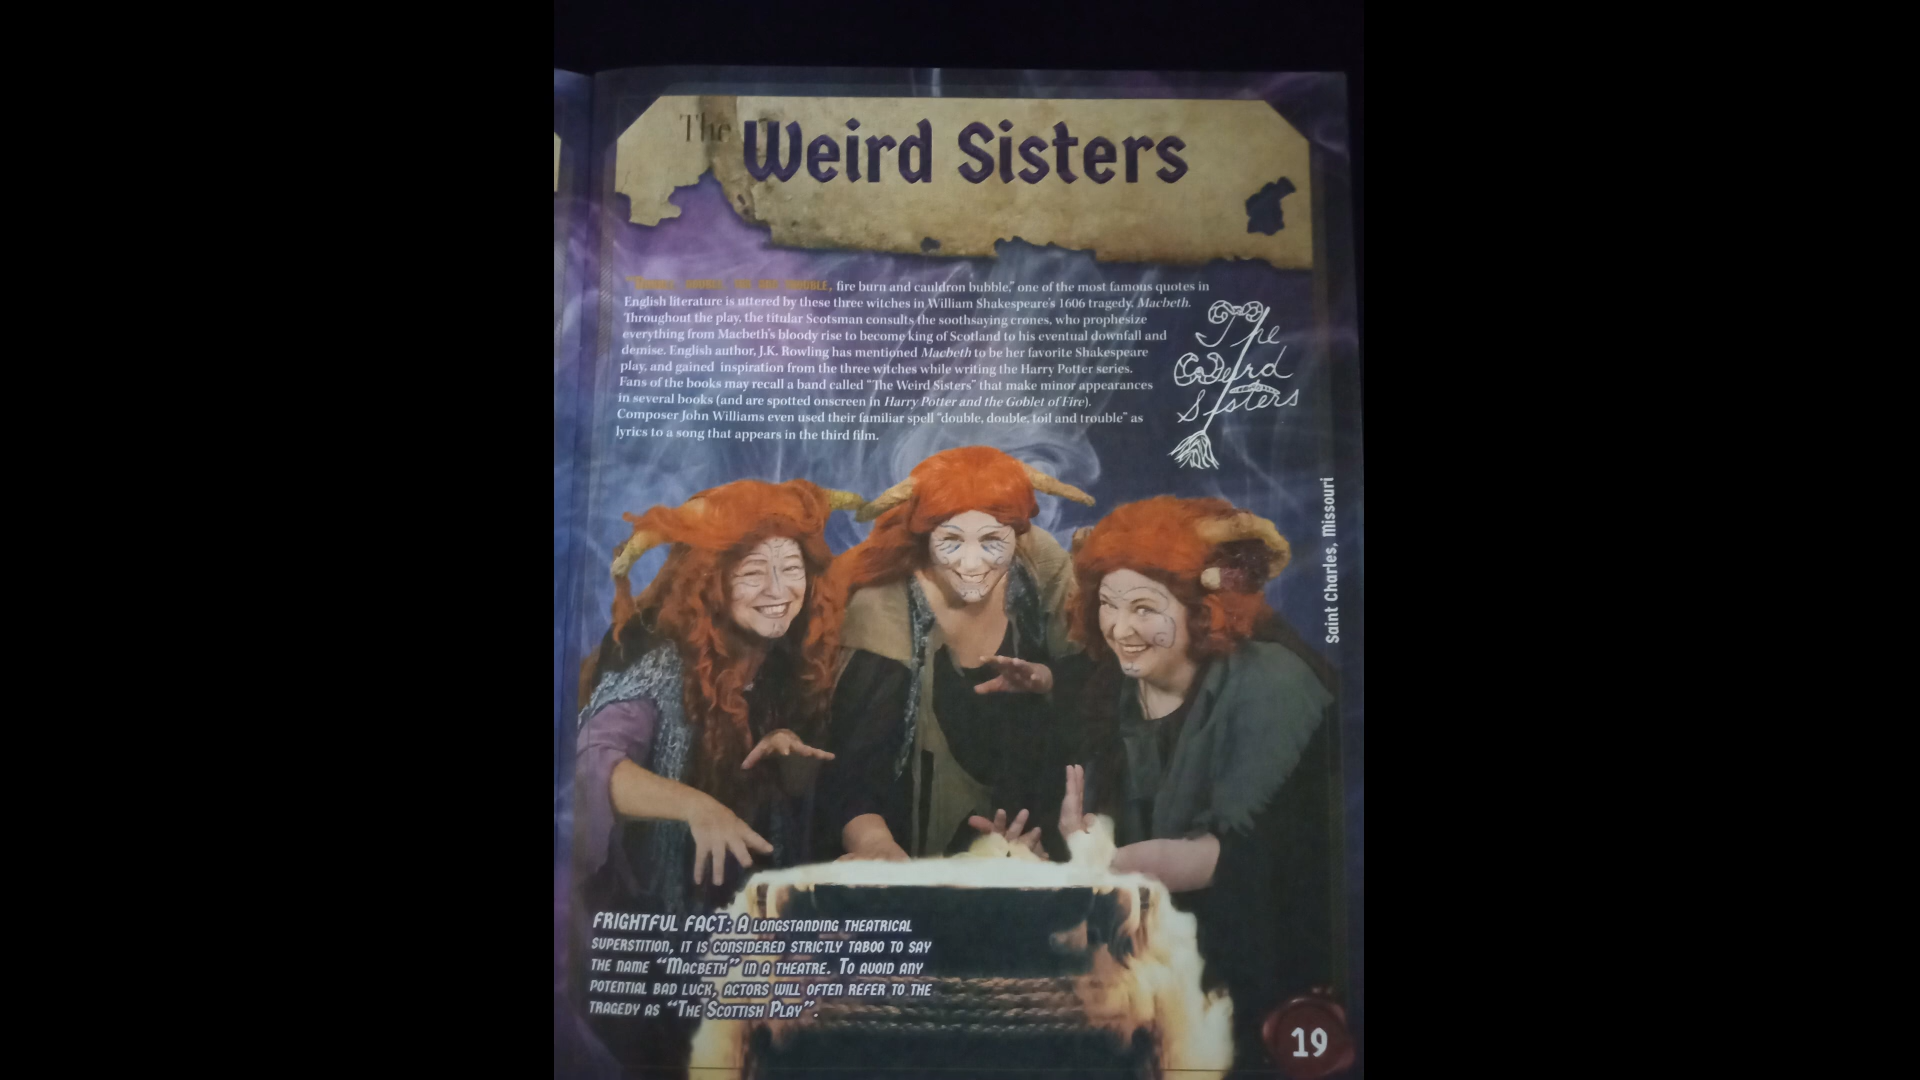 The Weird Sisters
"Double, double, toil and trouble, fire burn and cauldron bubble," one of the most famous quotes in
English literature is uttered by these three witches in William Shakespeare's 1606 tragedy, Macbeth.
Throughout the play, the titular Scotsman consults the soothsaying crones, who prophesize
everything from Macbeth's bloody rise to become king of Scotland to his eventual downfall and
demise. English author, J.K. Rowling has mentioned Macbeth to be her favorite Shakespeare
play, and gained inspiration from the three witches while writing the Harry Potter series.
Fans of the books may recall a band called "The Weird Sisters" that make minor appearances
in several books (and are spotted onscreen in Harry Potter and the Goblet of Fire).
Composer John Williams even used their familiar spell "double, double, toil and trouble" as
lyrics to a song that appears in the third film.
The
Weird
Sisters
Saint Charles, Missouri
FRIGHTFUL FACT: A LONGSTANDING THEATRICAL
SUPERSTITION, IT IS CONSIDERED STRICTLY TABOO TO SAY
THE NAME "MACBETH" IN A THEATRE. TO AVOID ANY
POTENTIAL BAD LUCK, ACTORS WILL OFTEN REFER TO THE
TRAGEDY AS "THE SCOTTISH PLAY".
19